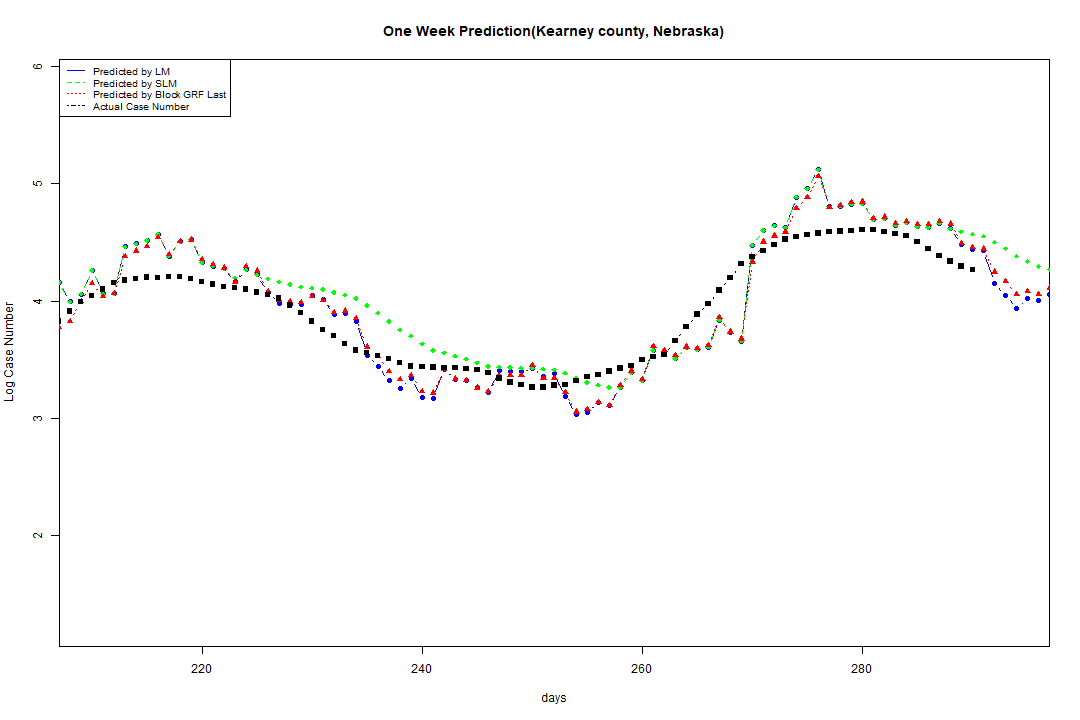 One Week Prediction(Kearney county, Nebraska)
6
Predicted by LM
Predicted by SLM
Predicted by Block GRF Last
Actual Case Number
5
4
3
2
Log Case Number
220
240
260
280
days